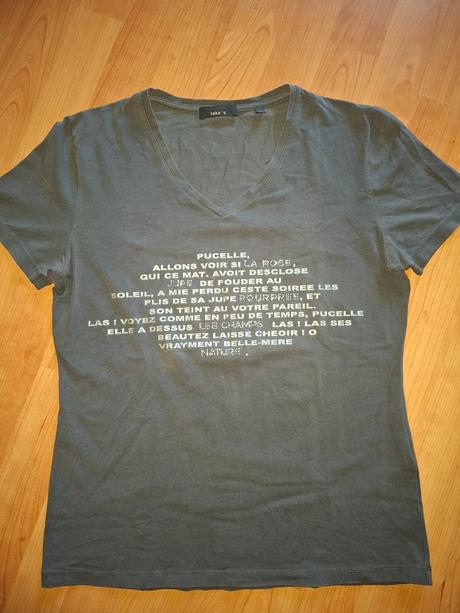 Jake*s
PUCELLE,
ALLONS VOIR SI LA ROSE,
QUI CE MAT. AVOIT DESCLOSE
JUPE DE FOUDER AU
SOLEIL, A MIE PERDU CESTE SOIREE LES
PLIS DE SA JUPE POURPREE, ET
SON TEINT AU VOTRE PAREIL.
LAS ! VOYEZ COMME EN PEU DE TEMPS, PUCELLE
ELLE A DESSUS LES CHAMPS LAS ! LAS SES
BEAUTEZ LAISSE CHEOIR ! O
VRAYMENT BELLE-MERE
NATURE .